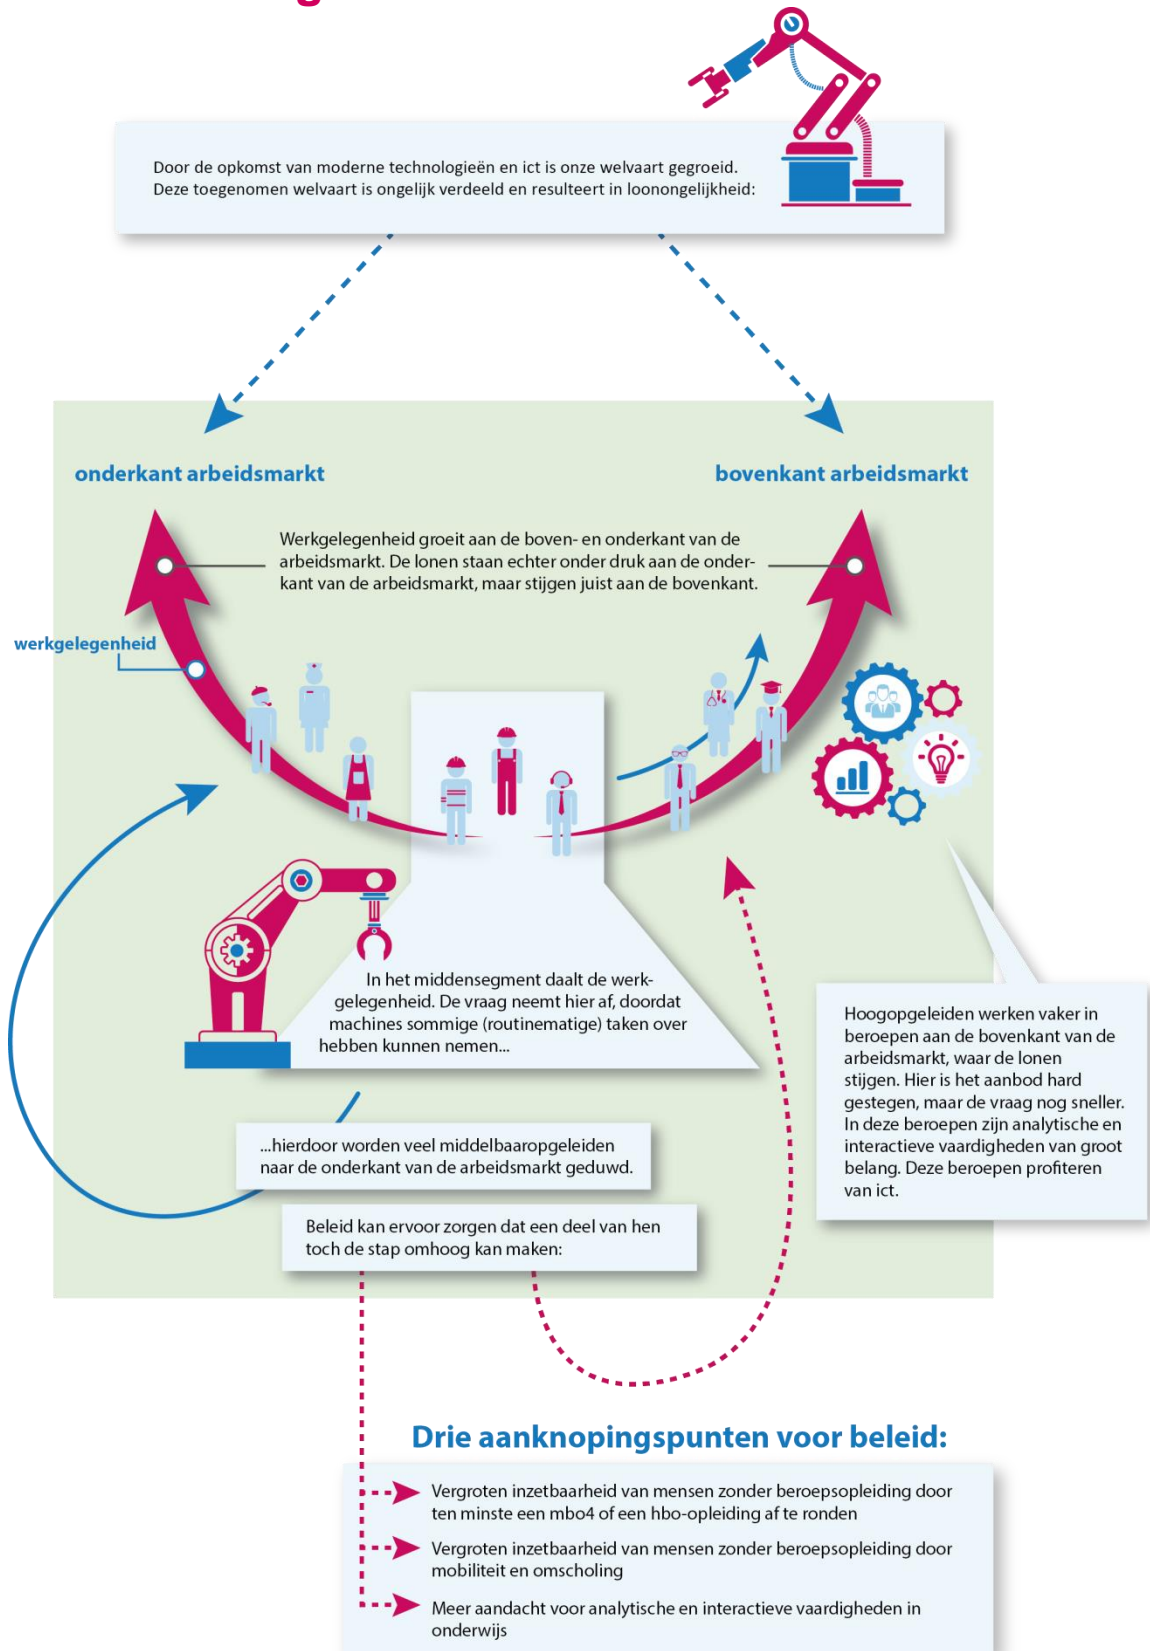 Door de opkomst van moderne technologieën en ict is onze welvaart gegroeid.
Deze toegenomen welvaart is ongelijk verdeeld en resulteert in loonongelijkheid:
onderkant arbeidsmarkt
bovenkant arbeidsmarkt
Werkgelegenheid groeit aan de boven- en onderkant van de
arbeidsmarkt. De lonen staan echter onder druk aan de onder-
kant van de arbeidsmarkt, maar stijgen juist aan de bovenkant.
werkgelegenheid
In het middensegment daalt de werk-
gelegenheid. De vraag neemt hier af, doordat
machines sommige (routinematige) taken over
hebben kunnen nemen...
Hoogopgeleiden werken vaker in
beroepen aan de bovenkant van de
arbeidsmarkt, waar de lonen
stijgen. Hier is het aanbod hard
gestegen, maar de vraag nog sneller.
In deze beroepen zijn analytische en
interactieve vaardigheden van groot
belang. Deze beroepen profiteren
van ict.
...hierdoor worden veel middelbaaropgeleiden
naar de onderkant van de arbeidsmarkt geduwd.
Beleid kan ervoor zorgen dat een deel van hen
toch de stap omhoog kan maken:
Drie aanknopingspunten voor beleid:
Vergroten inzetbaarheid van mensen zonder beroepsopleiding door
ten minste een mbo4 of een hbo-opleiding af te ronden
Vergroten inzetbaarheid van mensen zonder beroepsopleiding door
mobiliteit en omscholing
Meer aandacht voor analytische en interactieve vaardigheden in
onderwijs